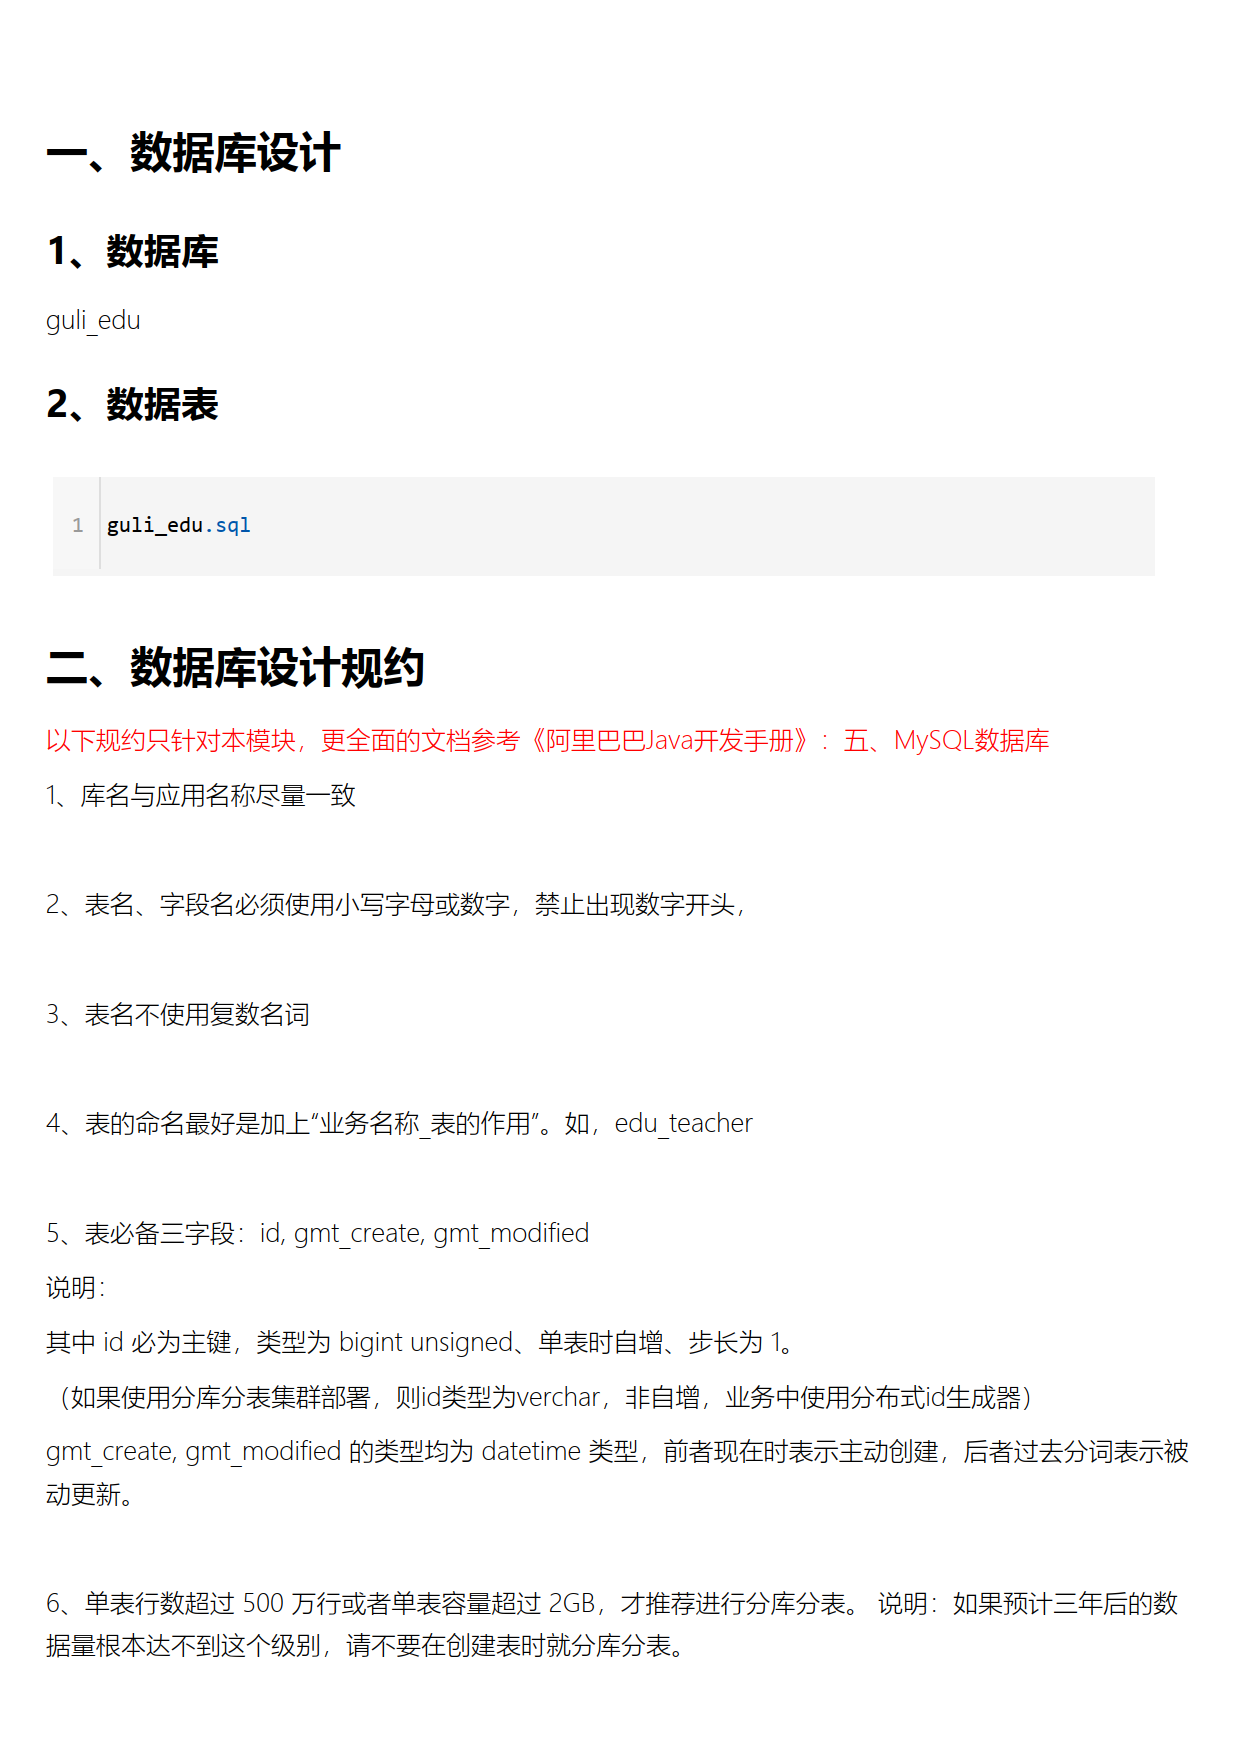 一、数据库设计
1、数据库
guli_edu
2、数据表
1 guli_edu.sql
二、数据库设计规约
以下规约只针对本模块，更全面的文档参考《阿里巴巴Java开发手册》：五、MySQL数据库
1、库名与应用名称尽量一致
2、表名、字段名必须使用小写字母或数字，禁止出现数字开头，
3、表名不使用复数名词
4、表的命名最好是加上“业务名称_表的作用”。如，edu_teacher
5、表必备三字段：id, gmt_create, gmt_modified
说明：
其中 id 必为主键，类型为 bigint unsigned、单表时自增、步长为 1。
（如果使用分库分表集群部署，则id类型为verchar，非自增，业务中使用分布式id生成器）
gmt_create, gmt_modified 的类型均为 datetime 类型，前者现在时表示主动创建，后者过去分词表示被
动更新。
6、单表行数超过 500 万行或者单表容量超过 2GB，才推荐进行分库分表。 说明：如果预计三年后的数
据量根本达不到这个级别，请不要在创建表时就分库分表。